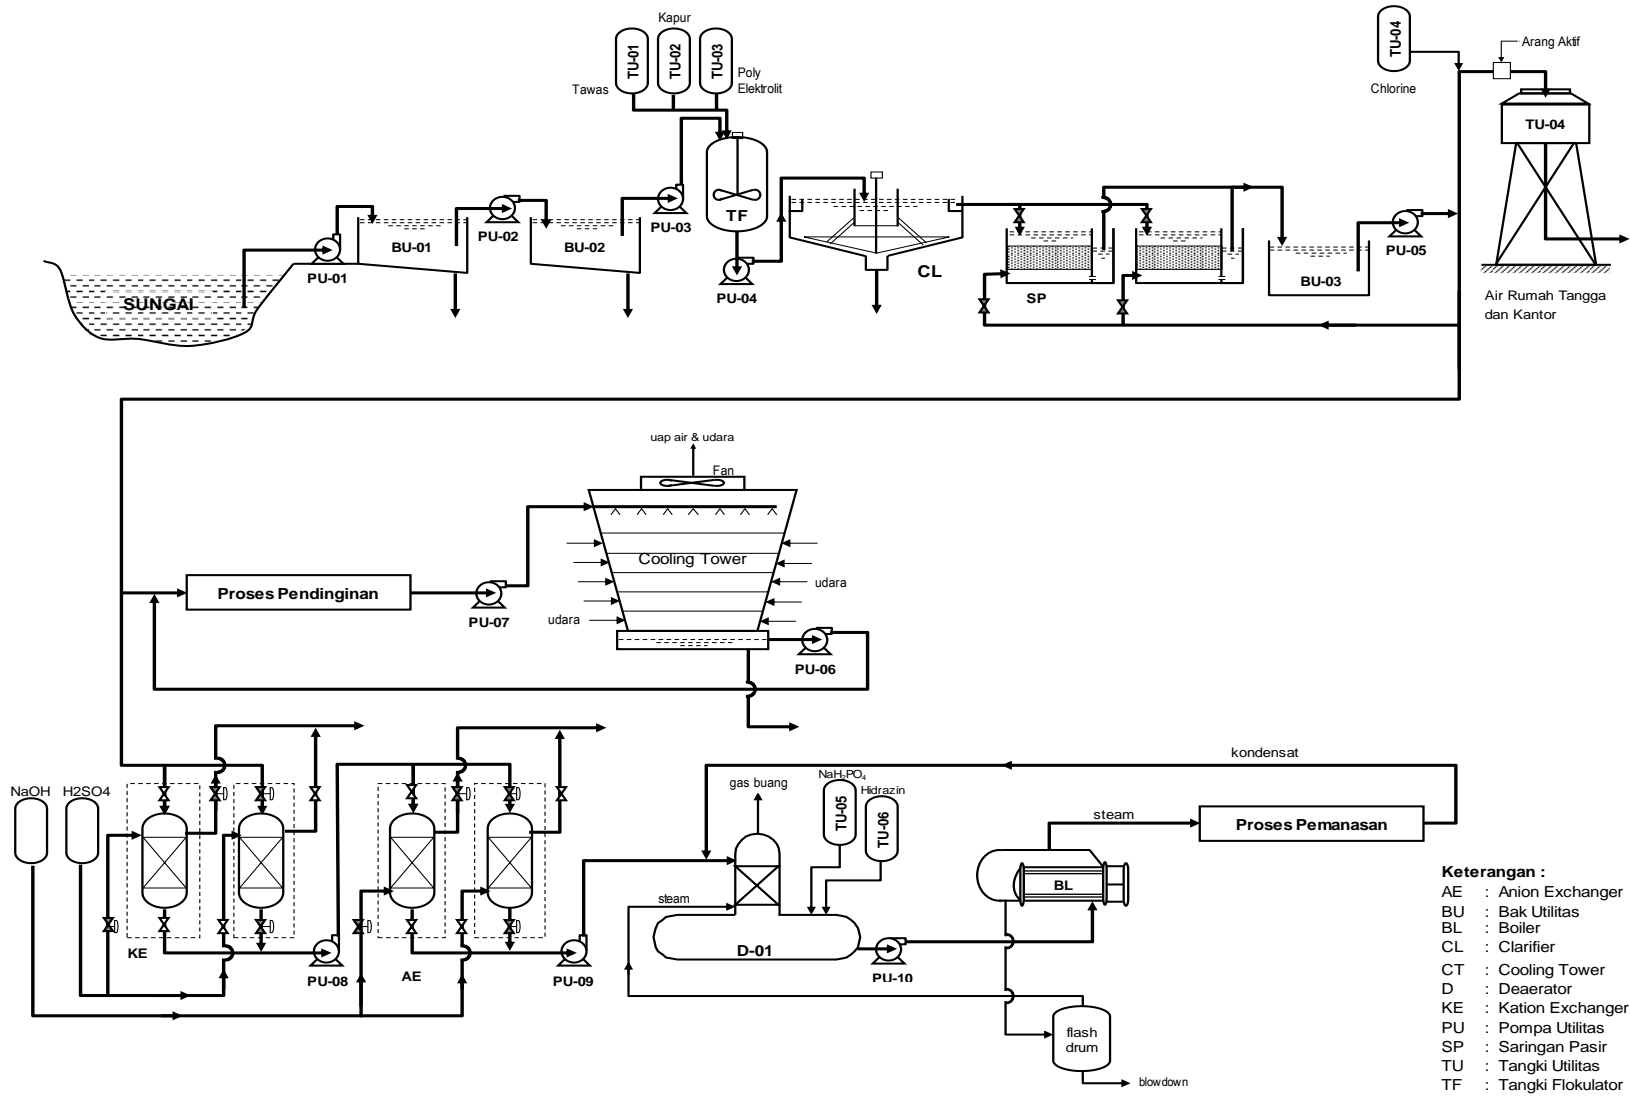 Kapur
TU-01
TU-02
TU-03
Tawas
Poly
Elektrolit
TU-04
Chlorine
Arang Aktif
TU-04
Air Rumah Tangga
dan Kantor
SUNGAI
PU-01
BU-01
PU-02
BU-02
PU-03
TF
PU-04
CL
SP
BU-03
PU-05
uap air & udara
Fan
Cooling Tower
udara
udara
Proses Pendinginan
PU-07
PU-06
NaOH
H2SO4
KE
PU-08
AE
PU-09
gas buang
NaH₂PO₄
Hidrazin
TU-05
TU-06
steam
D-01
PU-10
kondensat
steam
Proses Pemanasan
BL
flash
drum
blowdown
Keterangan :
AE : Anion Exchanger
BU : Bak Utilitas
BL : Boiler
CL : Clarifier
CT : Cooling Tower
D : Deaerator
KE : Kation Exchanger
PU : Pompa Utilitas
SP : Saringan Pasir
TU : Tangki Utilitas
TF : Tangki Flokulator